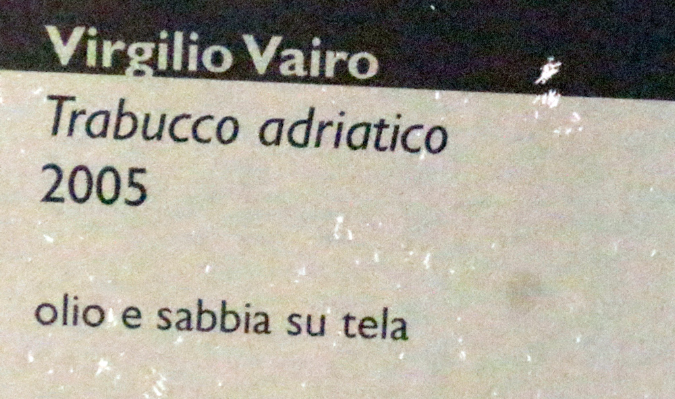 Virgilio Vairo
Trabucco adriatico
2005
olio e sabbia su tela